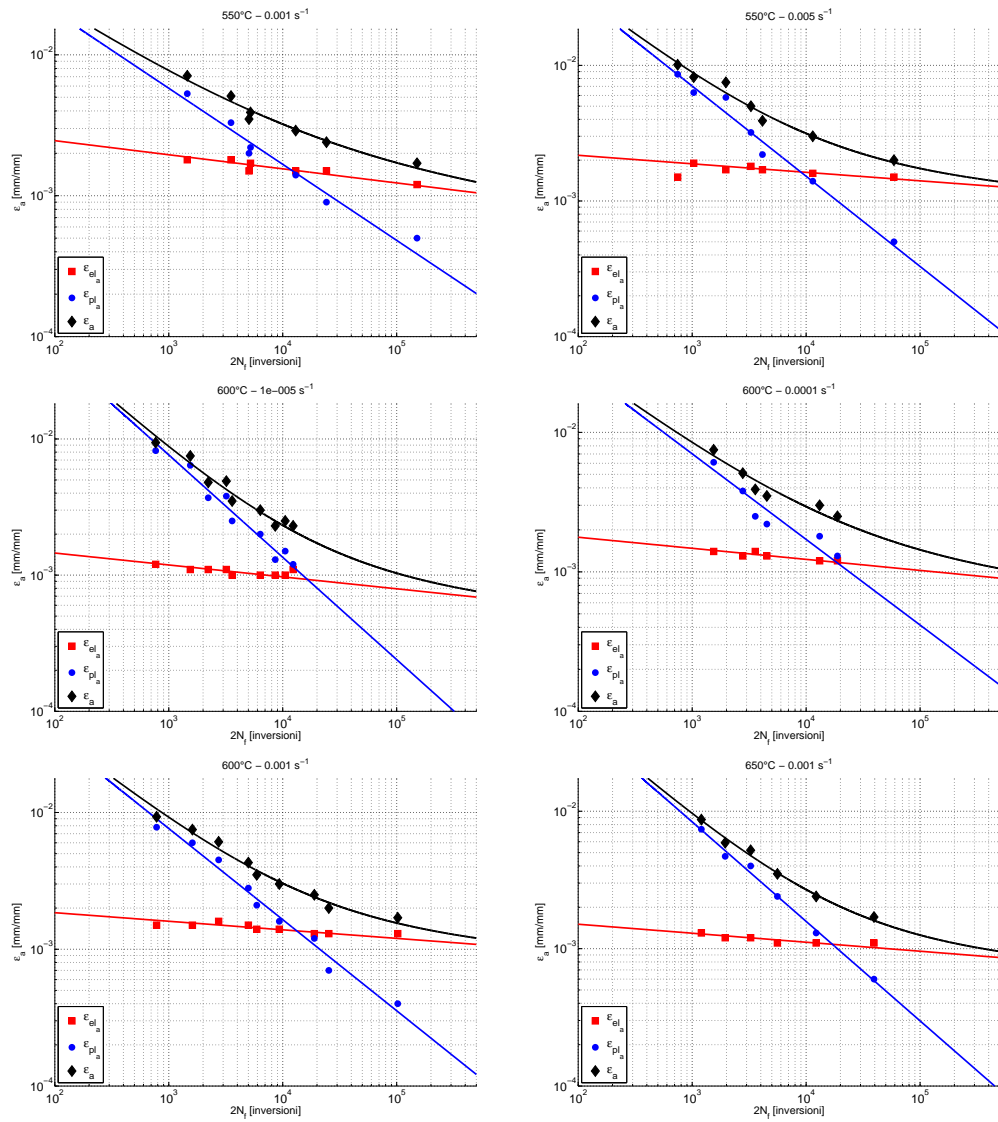 550°C − 0.001 s⁻¹
10⁻²
10⁻³
10⁻⁴
εₐ [mm/mm]
ε_el_a
ε_pl_a
ε_a
10² 10³ 10⁴ 10⁵
2N_f [inversioni]
550°C − 0.005 s⁻¹
10⁻²
10⁻³
10⁻⁴
εₐ [mm/mm]
ε_el_a
ε_pl_a
ε_a
10² 10³ 10⁴ 10⁵
2N_f [inversioni]
600°C − 1e−005 s⁻¹
10⁻²
10⁻³
10⁻⁴
εₐ [mm/mm]
ε_el_a
ε_pl_a
ε_a
10² 10³ 10⁴ 10⁵
2N_f [inversioni]
600°C − 0.0001 s⁻¹
10⁻²
10⁻³
10⁻⁴
εₐ [mm/mm]
ε_el_a
ε_pl_a
ε_a
10² 10³ 10⁴ 10⁵
2N_f [inversioni]
600°C − 0.001 s⁻¹
10⁻²
10⁻³
10⁻⁴
εₐ [mm/mm]
ε_el_a
ε_pl_a
ε_a
10² 10³ 10⁴ 10⁵
2N_f [inversioni]
650°C − 0.001 s⁻¹
10⁻²
10⁻³
10⁻⁴
εₐ [mm/mm]
ε_el_a
ε_pl_a
ε_a
10² 10³ 10⁴ 10⁵
2N_f [inversioni]